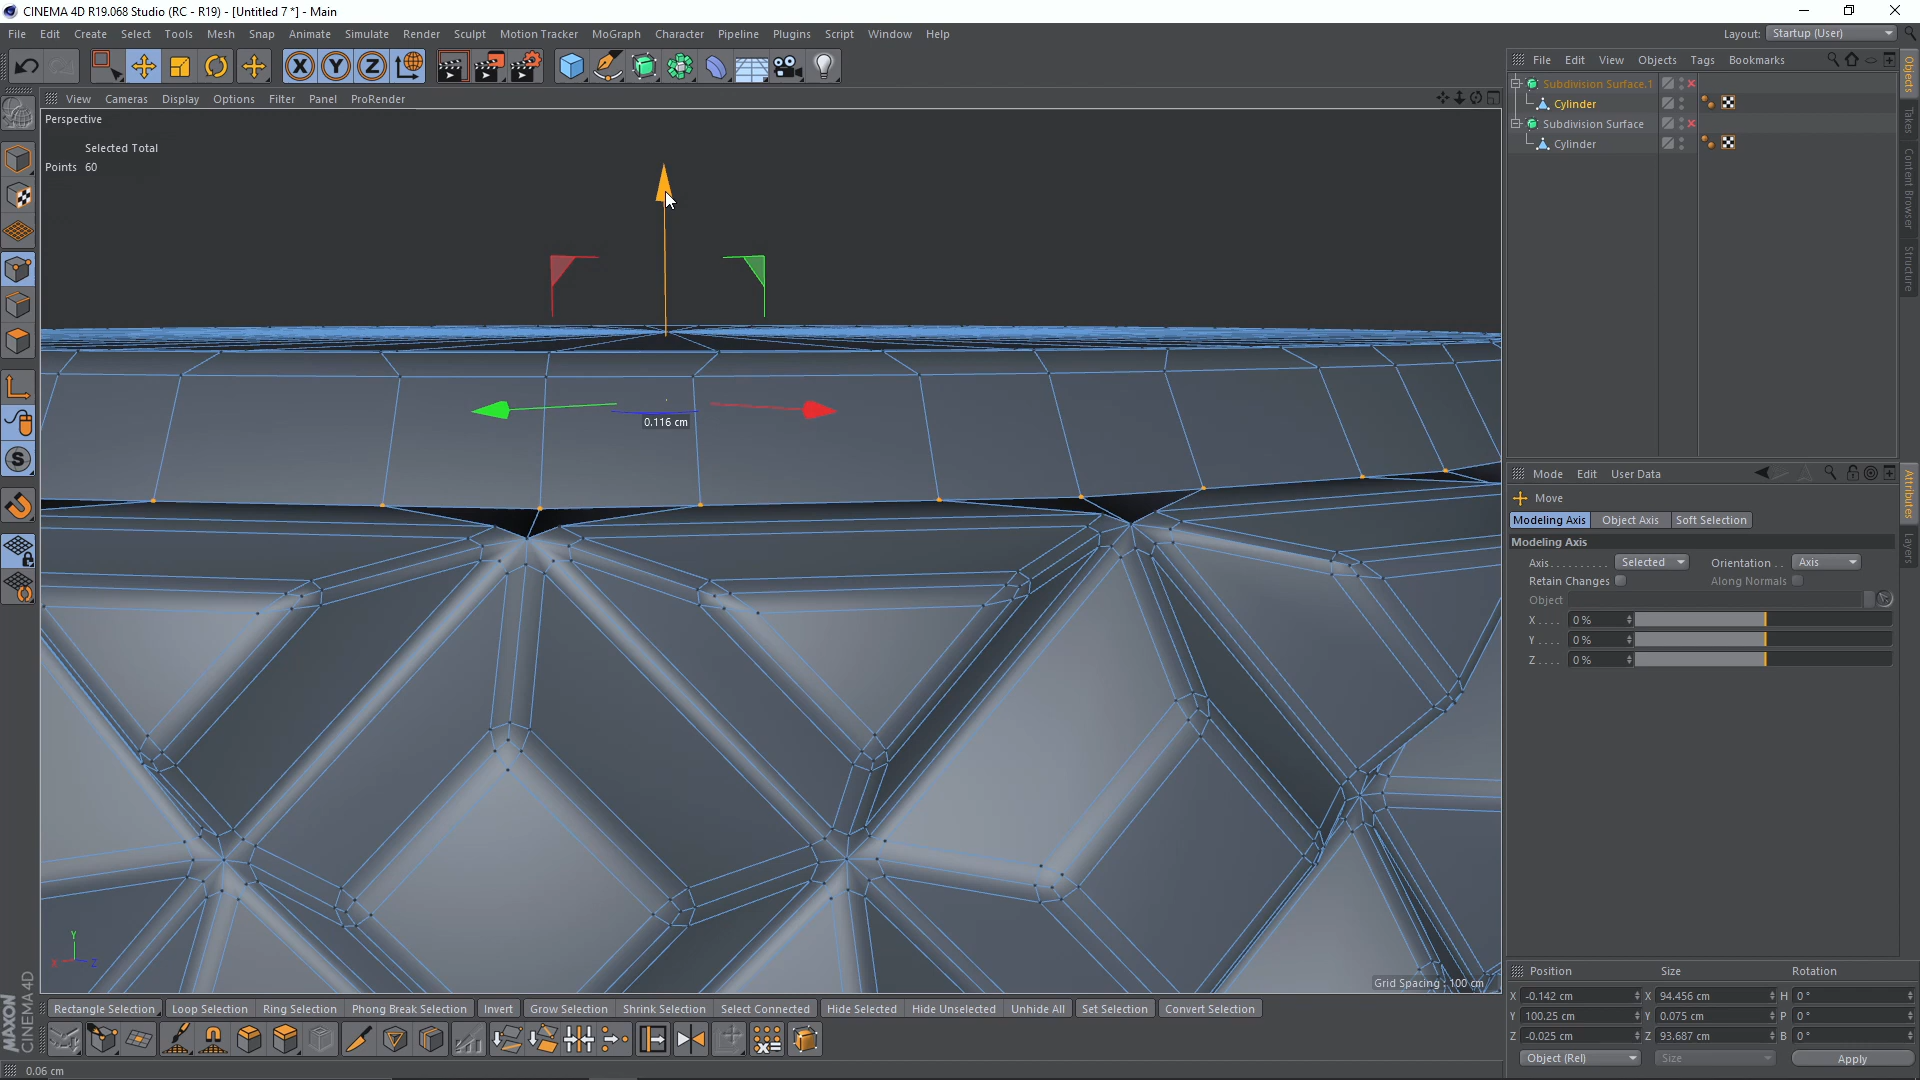 CINEMA 4D R19.068 Studio (RC - R19) - [Untitled 7 *] - Main
File Edit Create Select Tools Mesh Snap Animate Simulate Render Sculpt Motion Tracker MoGraph Character Pipeline Plugins Script Window Help
Layout: Startup (User)
File Edit View Objects Tags Bookmarks
Subdivision Surface.1
Cylinder
Subdivision Surface
Cylinder
Objects
Takes
Content Browser
Structure
View Cameras Display Options Filter Panel ProRender
Perspective
Selected Total
Points 60
0.116 cm
Y
X
Z
Grid Spacing : 100 cm
Mode Edit User Data
Attributes
Layers
Move
Modeling Axis Object Axis Soft Selection
Modeling Axis
Axis.......... Selected Orientation .. Axis
Retain Changes Along Normals
Object
X .... 0 %
Y .... 0 %
Z .... 0 %
Rectangle Selection Loop Selection Ring Selection Phong Break Selection Invert Grow Selection Shrink Selection Select Connected Hide Selected Hide Unselected Unhide All Set Selection Convert Selection
MAXON
CINEMA 4D
Position Size Rotation
X -0.142 cm X 94.456 cm H 0 °
Y 100.25 cm Y 0.075 cm P 0 °
Z -0.025 cm Z 93.687 cm B 0 °
Object (Rel) Size Apply
0.06 cm